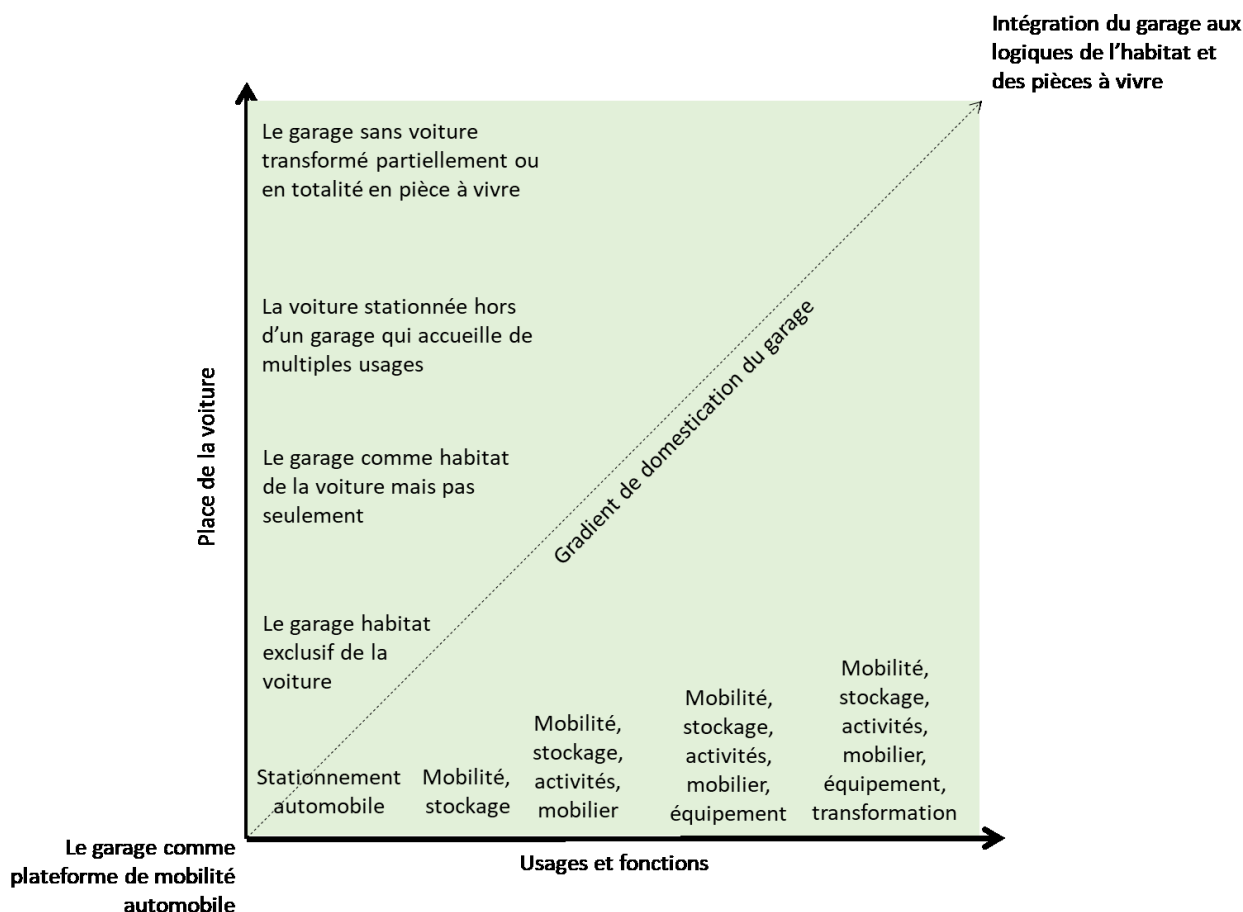 Intégration du garage aux
logiques de l'habitat et
des pièces à vivre
Le garage sans voiture
transformé partiellement ou
en totalité en pièce à vivre
La voiture stationnée hors
d'un garage qui accueille de
multiples usages
Place de la voiture
Le garage comme habitat
de la voiture mais pas
seulement
Gradient de domestication du garage
Le garage habitat
exclusif de la
voiture
Stationnement
automobile
Mobilité,
stockage
Mobilité,
stockage,
activités,
mobilier
Mobilité,
stockage,
activités,
mobilier,
équipement
Mobilité,
stockage,
activités,
mobilier,
équipement,
transformation
Le garage comme
plateforme de mobilité
automobile
Usages et fonctions